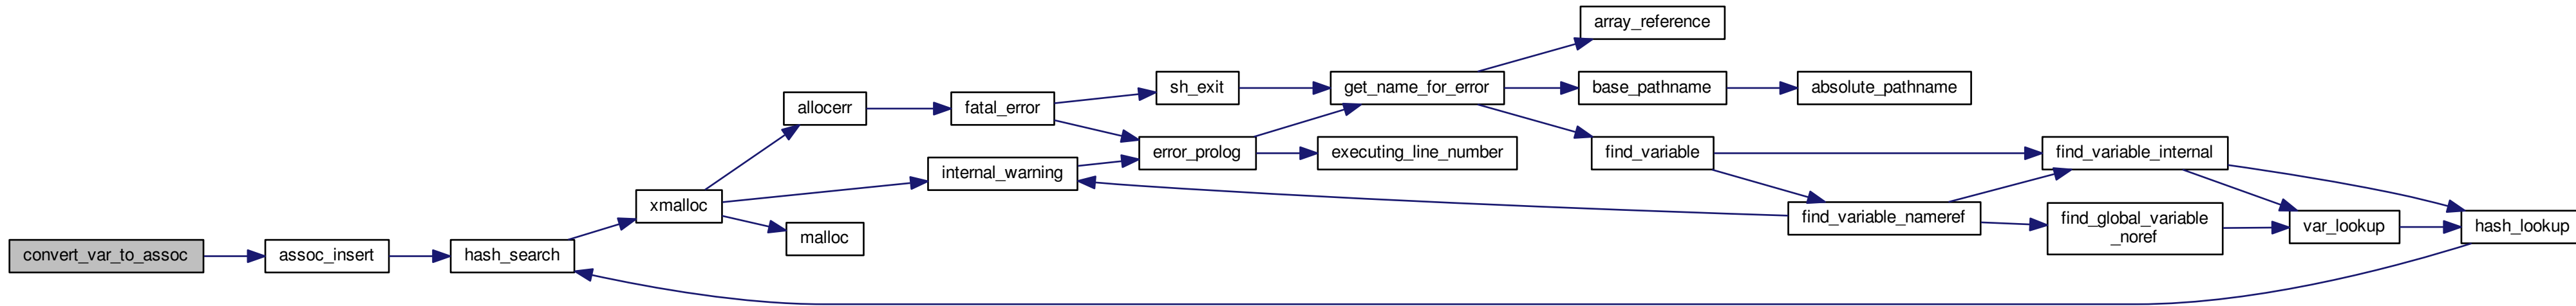 array_reference
sh_exit
get_name_for_error
base_pathname
absolute_pathname
allocerr
fatal_error
error_prolog
executing_line_number
find_variable
find_variable_internal
internal_warning
xmalloc
find_variable_nameref
find_global_variable
_noref
var_lookup
hash_lookup
malloc
convert_var_to_assoc
assoc_insert
hash_search